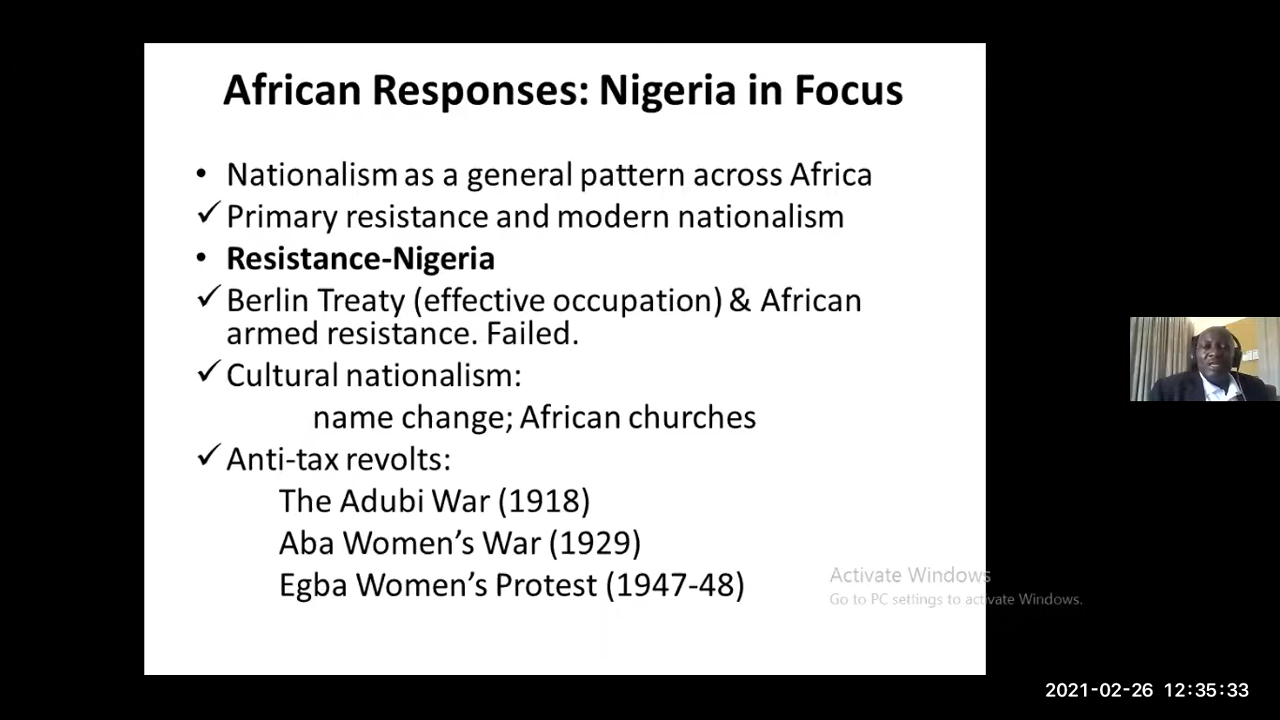 African Responses: Nigeria in Focus
• Nationalism as a general pattern across Africa
✓ Primary resistance and modern nationalism
• Resistance-Nigeria
✓ Berlin Treaty (effective occupation) & African
armed resistance. Failed.
✓ Cultural nationalism:
name change; African churches
✓ Anti-tax revolts:
The Adubi War (1918)
Aba Women’s War (1929)
Egba Women’s Protest (1947-48)
Activate Windows
Go to PC settings to activate Windows.
2021-02-26 12:35:33